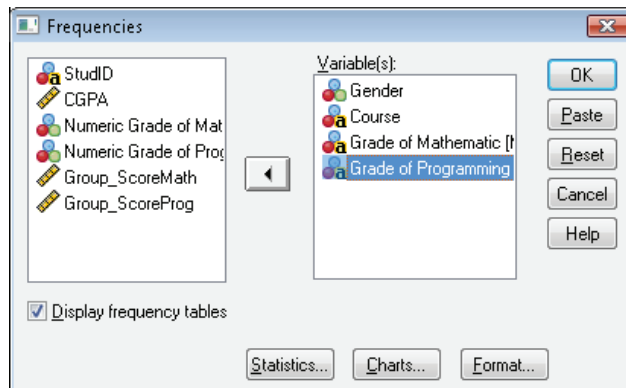 Frequencies
StudID
CGPA
Numeric Grade of Mat
Numeric Grade of Prog
Group_ScoreMath
Group_ScoreProg
Variable(s):
Gender
Course
Grade of Mathematic [M
Grade of Programming
OK
Paste
Reset
Cancel
Help
Display frequency tables
Statistics... Charts... Format...